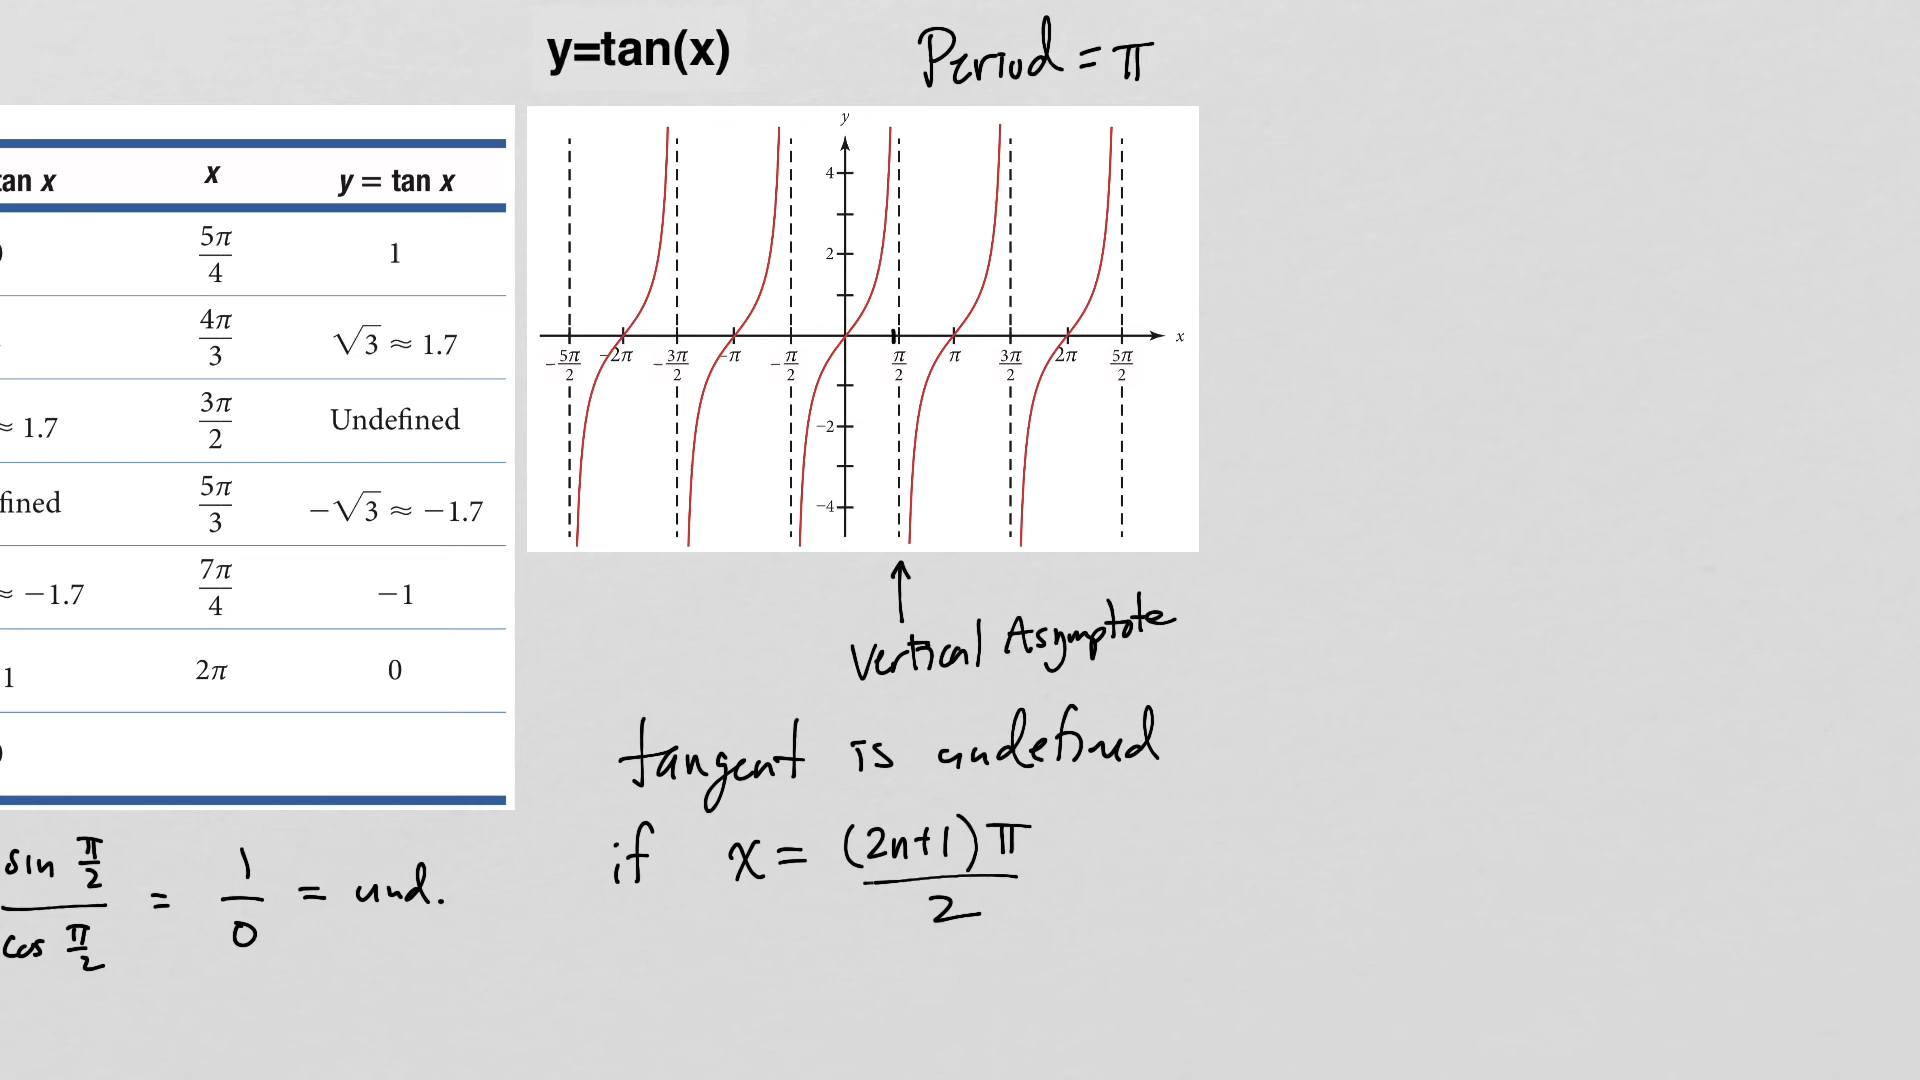 y=tan(x)
Period = π
tan x
x
y = tan x
5π/4
1
4π/3
√3 ≈ 1.7
≈ 1.7
3π/2
Undefined
fined
5π/3
−√3 ≈ −1.7
≈ −1.7
7π/4
−1
1
2π
0
y
4
2
−2
−4
x
−5π/2 −2π −3π/2 −π −π/2 π/2 π 3π/2 2π 5π/2
Vertical Asymptote
tangent is undefined
if x = (2n+1)π/2
sin π/2 / cos π/2 = 1/0 = und.